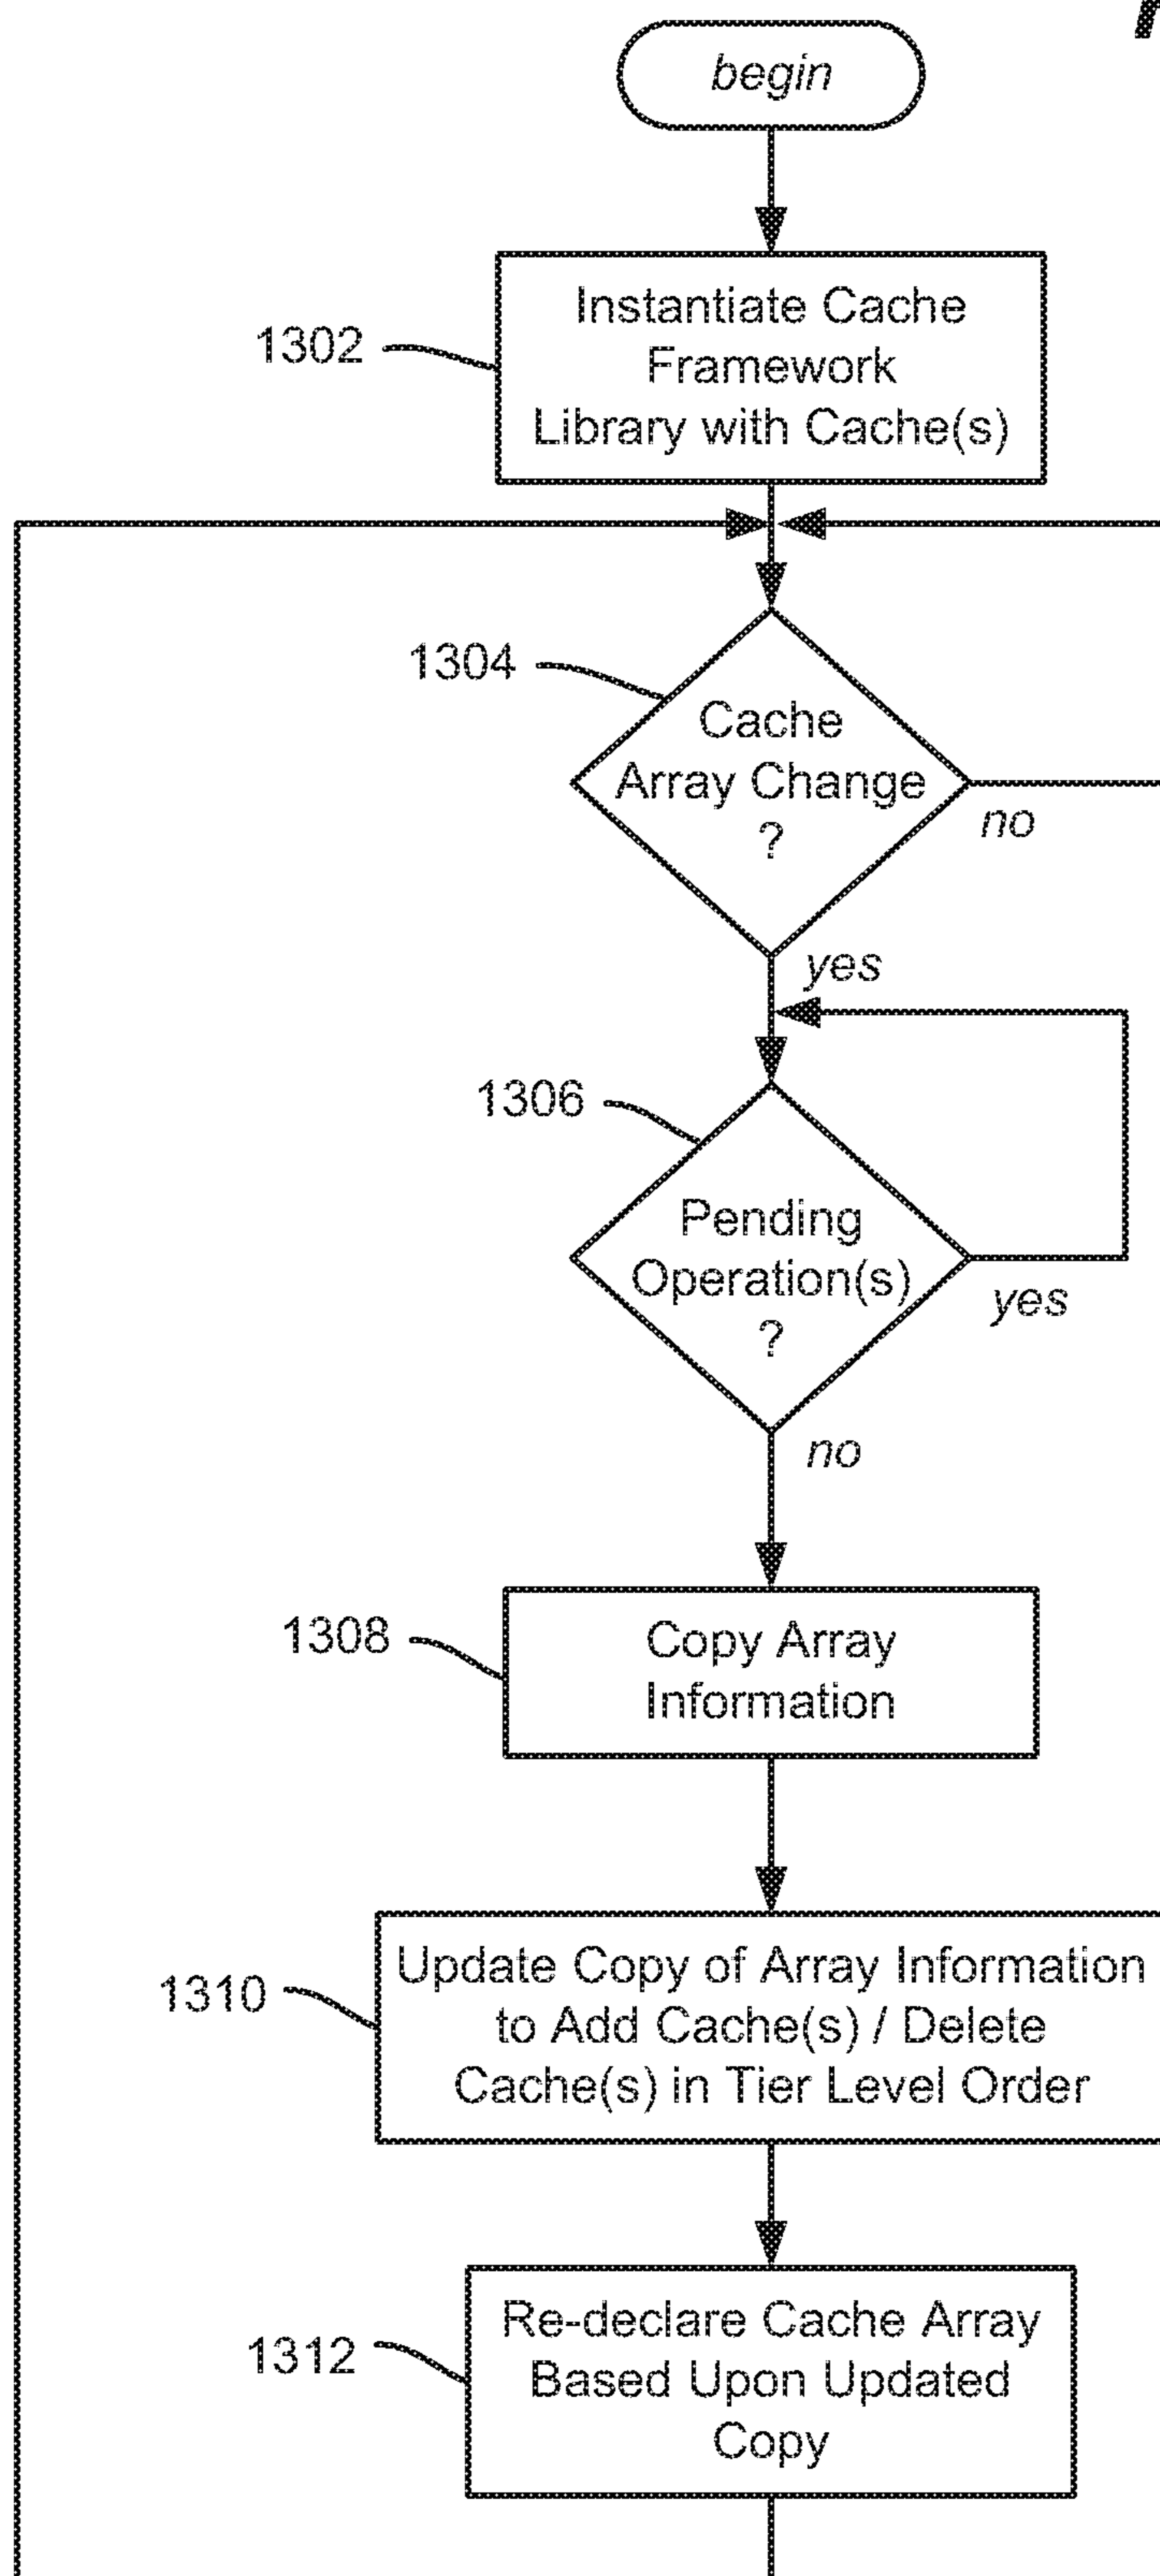 begin
1302
Instantiate Cache
Framework
Library with Cache(s)
1304
Cache
Array Change
?
no
yes
1306
Pending
Operation(s)
?
yes
no
1308
Copy Array
Information
1310
Update Copy of Array Information
to Add Cache(s) / Delete
Cache(s) in Tier Level Order
1312
Re-declare Cache Array
Based Upon Updated
Copy